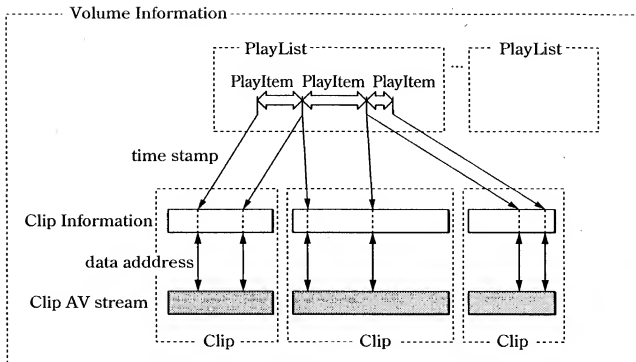 Volume Information
PlayList
PlayList
...
PlayItem PlayItem PlayItem
time stamp
Clip Information
data adddress
Clip AV stream
Clip
Clip
Clip